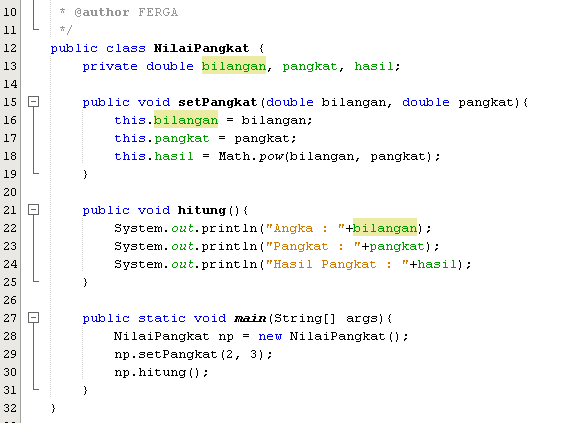 10 * @author FERGA
11 */
12 public class NilaiPangkat {
13 private double bilangan, pangkat, hasil;
14
15 public void setPangkat(double bilangan, double pangkat){
16 this.bilangan = bilangan;
17 this.pangkat = pangkat;
18 this.hasil = Math.pow(bilangan, pangkat);
19 }
20
21 public void hitung(){
22 System.out.println("Angka : "+bilangan);
23 System.out.println("Pangkat : "+pangkat);
24 System.out.println("Hasil Pangkat : "+hasil);
25 }
26
27 public static void main(String[] args){
28 NilaiPangkat np = new NilaiPangkat();
29 np.setPangkat(2, 3);
30 np.hitung();
31 }
32 }